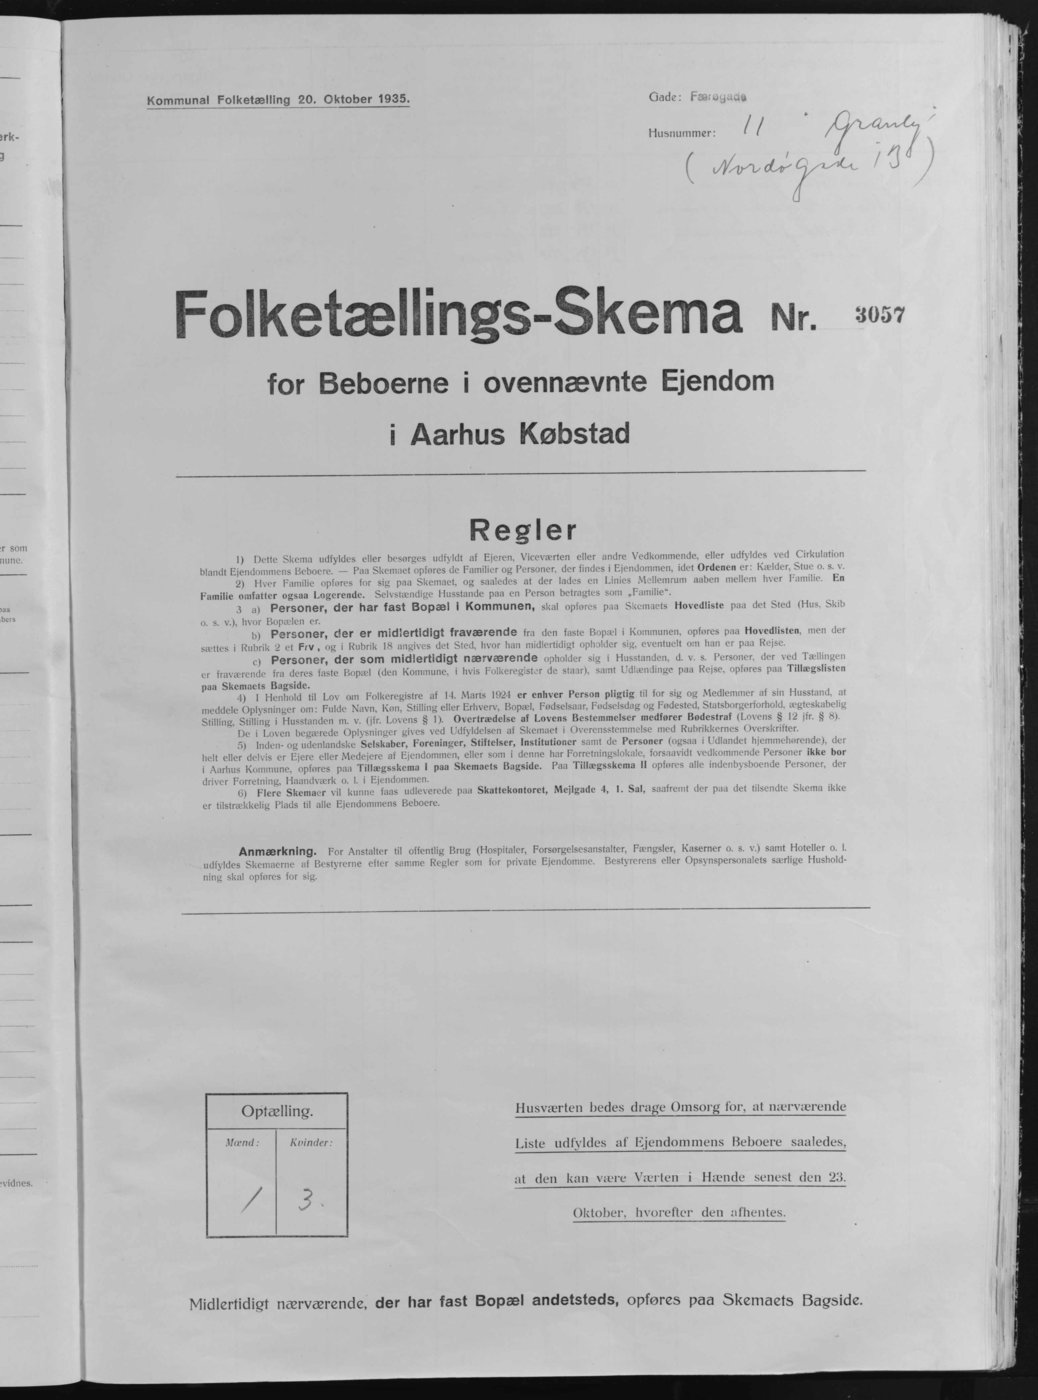 Kommunal Folketælling 20. Oktober 1935.
Gade: Færøgade
Husnummer: 11 "Granly"
(Nordøgade 1B)
Folketællings-Skema Nr. 3057
for Beboerne i ovennævnte Ejendom
i Aarhus Købstad
Regler
1) Dette Skema udfyldes eller besørges udfyldt af Ejeren, Viceværten eller andre Vedkommende, eller udfyldes ved Cirkulation
blandt Ejendommens Beboere. — Paa Skemaet opføres de Familier og Personer, der findes i Ejendommen, idet Ordenen er: Kælder, Stue o. s. v.
2) Hver Familie opføres for sig paa Skemaet, og saaledes at der lades en Linies Mellemrum aaben mellem hver Familie. En
Familie omfatter ogsaa Logerende. Selvstændige Husstande paa en Person betragtes som „Familie".
3 a) Personer, der har fast Bopæl i Kommunen, skal opføres paa Skemaets Hovedliste paa det Sted (Hus, Skib
o. s. v.), hvor Bopælen er.
b) Personer, der er midlertidigt fraværende fra den faste Bopæl i Kommunen, opføres paa Hovedlisten, men der
sættes i Rubrik 2 et Frv, og i Rubrik 18 angives det Sted, hvor han midlertidigt opholder sig, eventuelt om han er paa Rejse.
c) Personer, der som midlertidigt nærværende opholder sig i Husstanden, d. v. s. Personer, der ved Tællingen
er fraværende fra deres faste Bopæl (den Kommune, i hvis Folkeregister de staar), samt Udlændinge paa Rejse, opføres paa Tillægslisten
paa Skemaets Bagside.
4) I Henhold til Lov om Folkeregistre af 14. Marts 1924 er enhver Person pligtig til for sig og Medlemmer af sin Husstand, at
meddele Oplysninger om: Fulde Navn, Køn, Stilling eller Erhverv, Bopæl, Fødselsaar, Fødselsdag og Fødested, Statsborgerforhold, ægteskabelig
Stilling, Stilling i Husstanden m. v. (jfr. Lovens § 1). Overtrædelse af Lovens Bestemmelser medfører Bødestraf (Lovens § 12 jfr. § 8).
De i Loven begærede Oplysninger gives ved Udfyldelsen af Skemaet i Overensstemmelse med Rubrikkernes Overskrifter.
5) Inden- og udenlandske Selskaber, Foreninger, Stiftelser, Institutioner samt de Personer (ogsaa i Udlandet hjemmehørende), der
helt eller delvis er Ejere eller Medejere af Ejendommen, eller som i denne har Forretningslokale, forsaavidt vedkommende Personer ikke bor
i Aarhus Kommune, opføres paa Tillægsskema I paa Skemaets Bagside. Paa Tillægsskema II opføres alle indenbysboende Personer, der
driver Forretning, Haandværk o. l. i Ejendommen.
6) Flere Skemaer vil kunne faas udleverede paa Skattekontoret, Mejlgade 4, 1. Sal, saafremt der paa det tilsendte Skema ikke
er tilstrækkelig Plads til alle Ejendommens Beboere.
Anmærkning. For Anstalter til offentlig Brug (Hospitaler, Forsørgelsesanstalter, Fængsler, Kaserner o. s. v.) samt Hoteller o. l.
udfyldes Skemaerne af Bestyrerne efter samme Regler som for private Ejendomme. Bestyrerens eller Opsynspersonalets særlige Hushold-
ning skal opføres for sig.
Optælling.
Mænd: Kvinder:
1 3.
Husværten bedes drage Omsorg for, at nærværende
Liste udfyldes af Ejendommens Beboere saaledes,
at den kan være Værten i Hænde senest den 23.
Oktober, hvorefter den afhentes.
Midlertidigt nærværende, der har fast Bopæl andetsteds, opføres paa Skemaets Bagside.